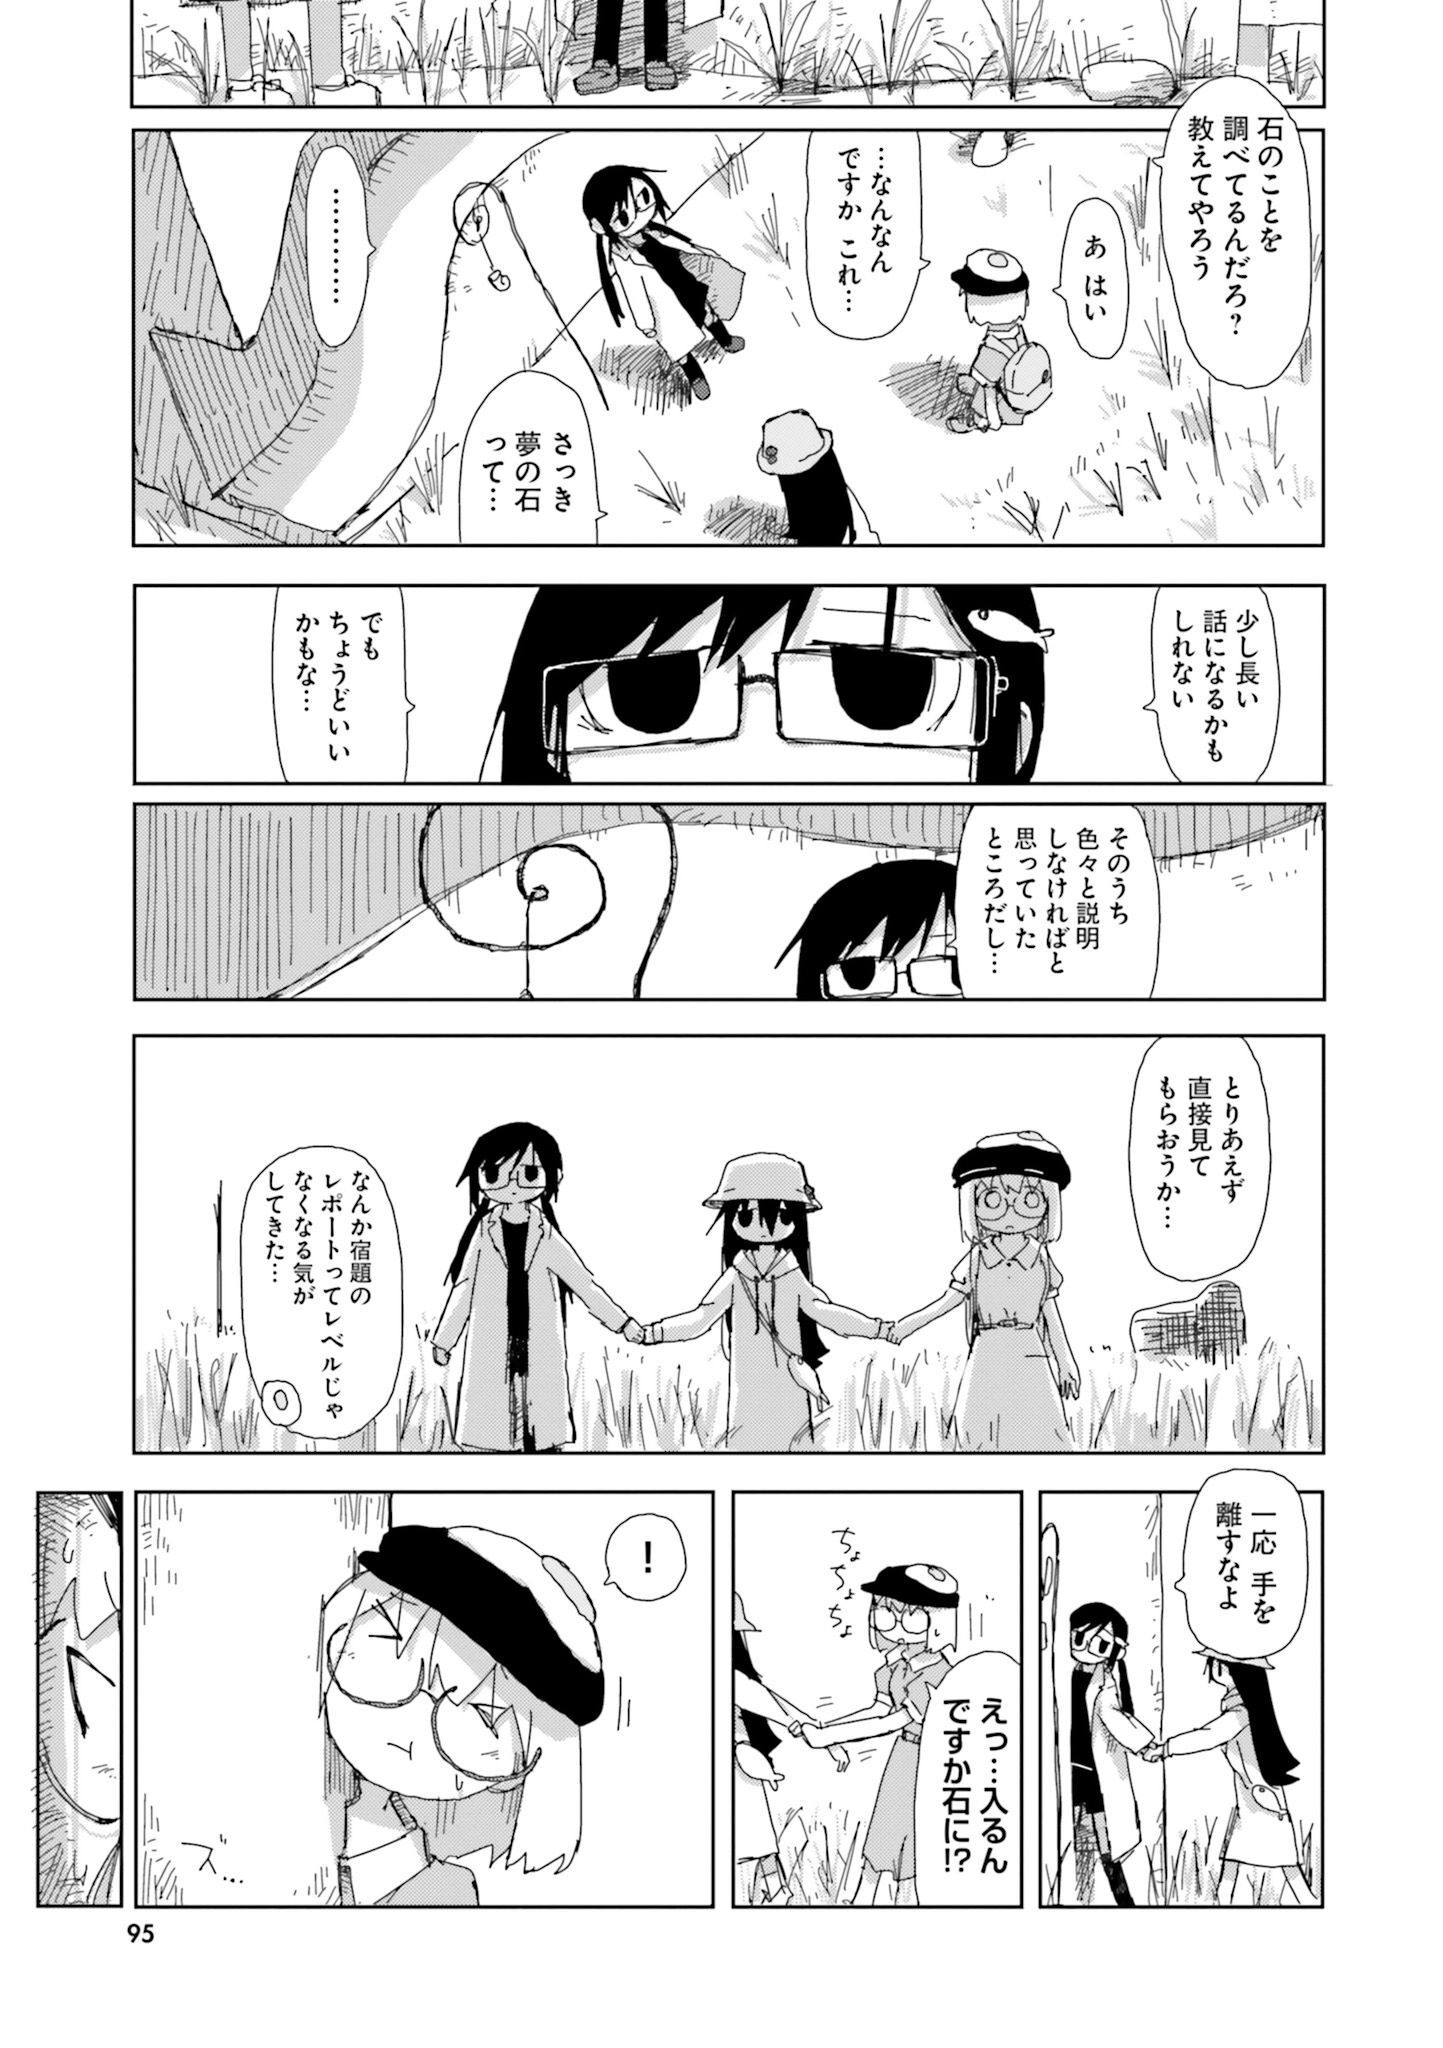 石のことを
調べてるんだろ?
教えてやろう
あ はい
…なんなん
ですか これ…
さっき
夢の石
って…
…………
少し長い
話になるかも
しれない
でも
ちょうどいい
かもな…
そのうち
色々と説明
しなければと
思っていた
ところだし…
とりあえず
直接見て
もらおうか…
なんか宿題の
レポートってレベルじゃ
なくなる気が
してきた…
一応 手を
離すなよ
えっ…入るん
ですか石に!?
ちょ
ちょ
ちょ
!
ズ…
95